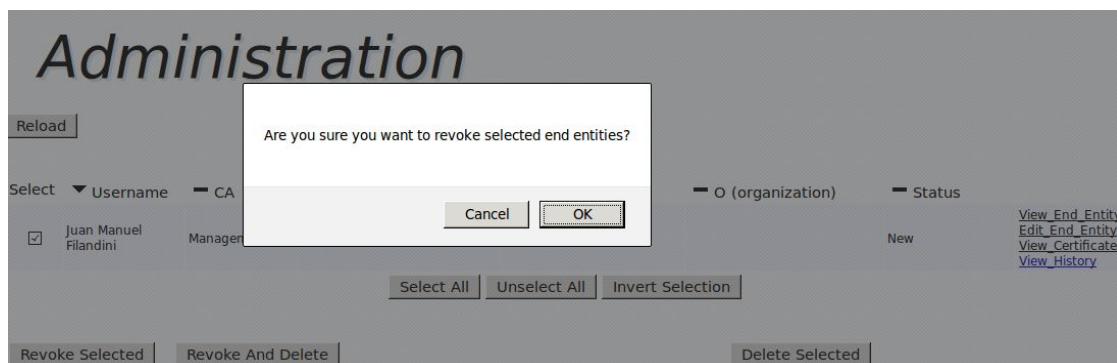 Administration
Reload
Are you sure you want to revoke selected end entities?
Cancel OK
Select Username CA O (organization) Status
Juan Manuel
Filandini
Managem
New
View_End_Entity
Edit_End_Entity
View_Certificate
View_History
Select All Unselect All Invert Selection
Revoke Selected Revoke And Delete Delete Selected